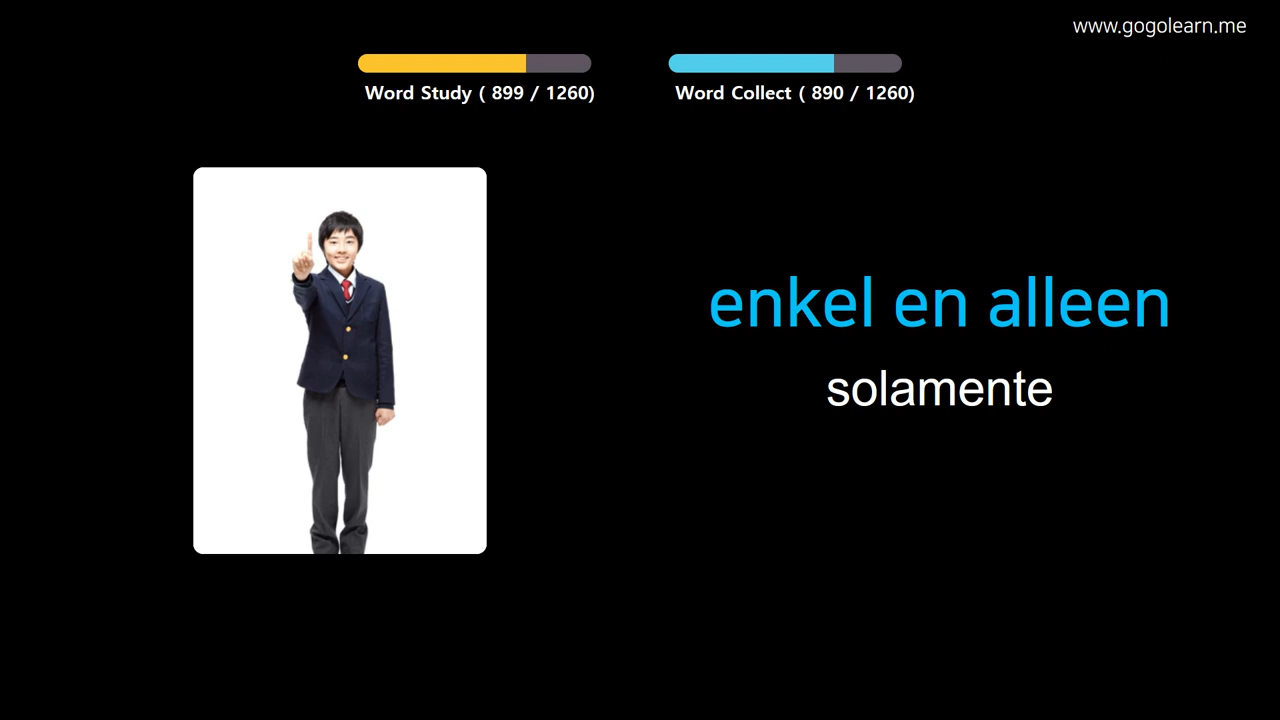 www.gogolearn.me
Word Study ( 899 / 1260)
Word Collect ( 890 / 1260)
enkel en alleen
solamente